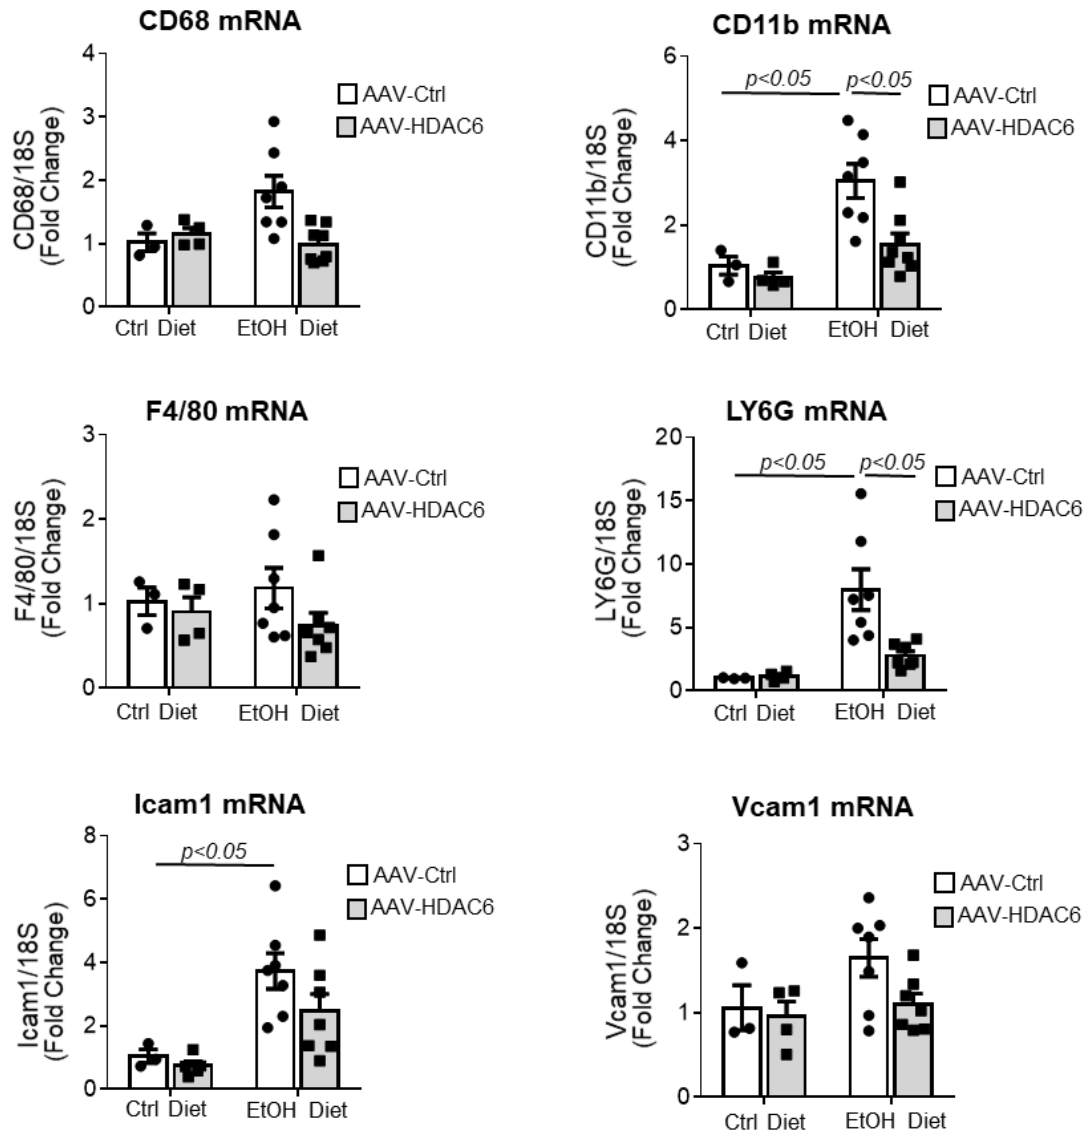 CD68 mRNA
CD68/18S
(Fold Change)
4
3
2
1
0
AAV-Ctrl
AAV-HDAC6
Ctrl Diet
EtOH Diet
CD11b mRNA
CD11b/18S
(Fold Change)
6
4
2
0
p<0.05
p<0.05
AAV-Ctrl
AAV-HDAC6
Ctrl Diet
EtOH Diet
F4/80 mRNA
F4/80/18S
(Fold Change)
3
2
1
0
AAV-Ctrl
AAV-HDAC6
Ctrl Diet
EtOH Diet
LY6G mRNA
LY6G/18S
(Fold Change)
20
15
10
5
0
p<0.05
p<0.05
AAV-Ctrl
AAV-HDAC6
Ctrl Diet
EtOH Diet
Icam1 mRNA
Icam1/18S
(Fold Change)
8
6
4
2
0
p<0.05
AAV-Ctrl
AAV-HDAC6
Ctrl Diet
EtOH Diet
Vcam1 mRNA
Vcam1/18S
(Fold Change)
3
2
1
0
AAV-Ctrl
AAV-HDAC6
Ctrl Diet
EtOH Diet